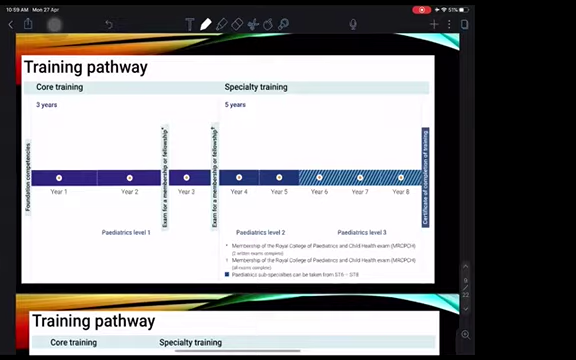 10:59 AM Mon 27 Apr
51%
Training pathway
Core training
Specialty training
3 years
5 years
Foundation competencies
Exam for a membership or fellowship*
Exam for a membership or fellowship†
Certificate of completion of training
Year 1
Year 2
Year 3
Year 4
Year 5
Year 6
Year 7
Year 8
Paediatrics level 1
Paediatrics level 2
Paediatrics level 3
* Membership of the Royal College of Paediatrics and Child Health exam (MRCPCH)
† Membership of the Royal College of Paediatrics and Child Health exam (MRCPCH)
Paediatrics sub-specialties can be taken from ST6 – ST8
22
Training pathway
Core training
Specialty training